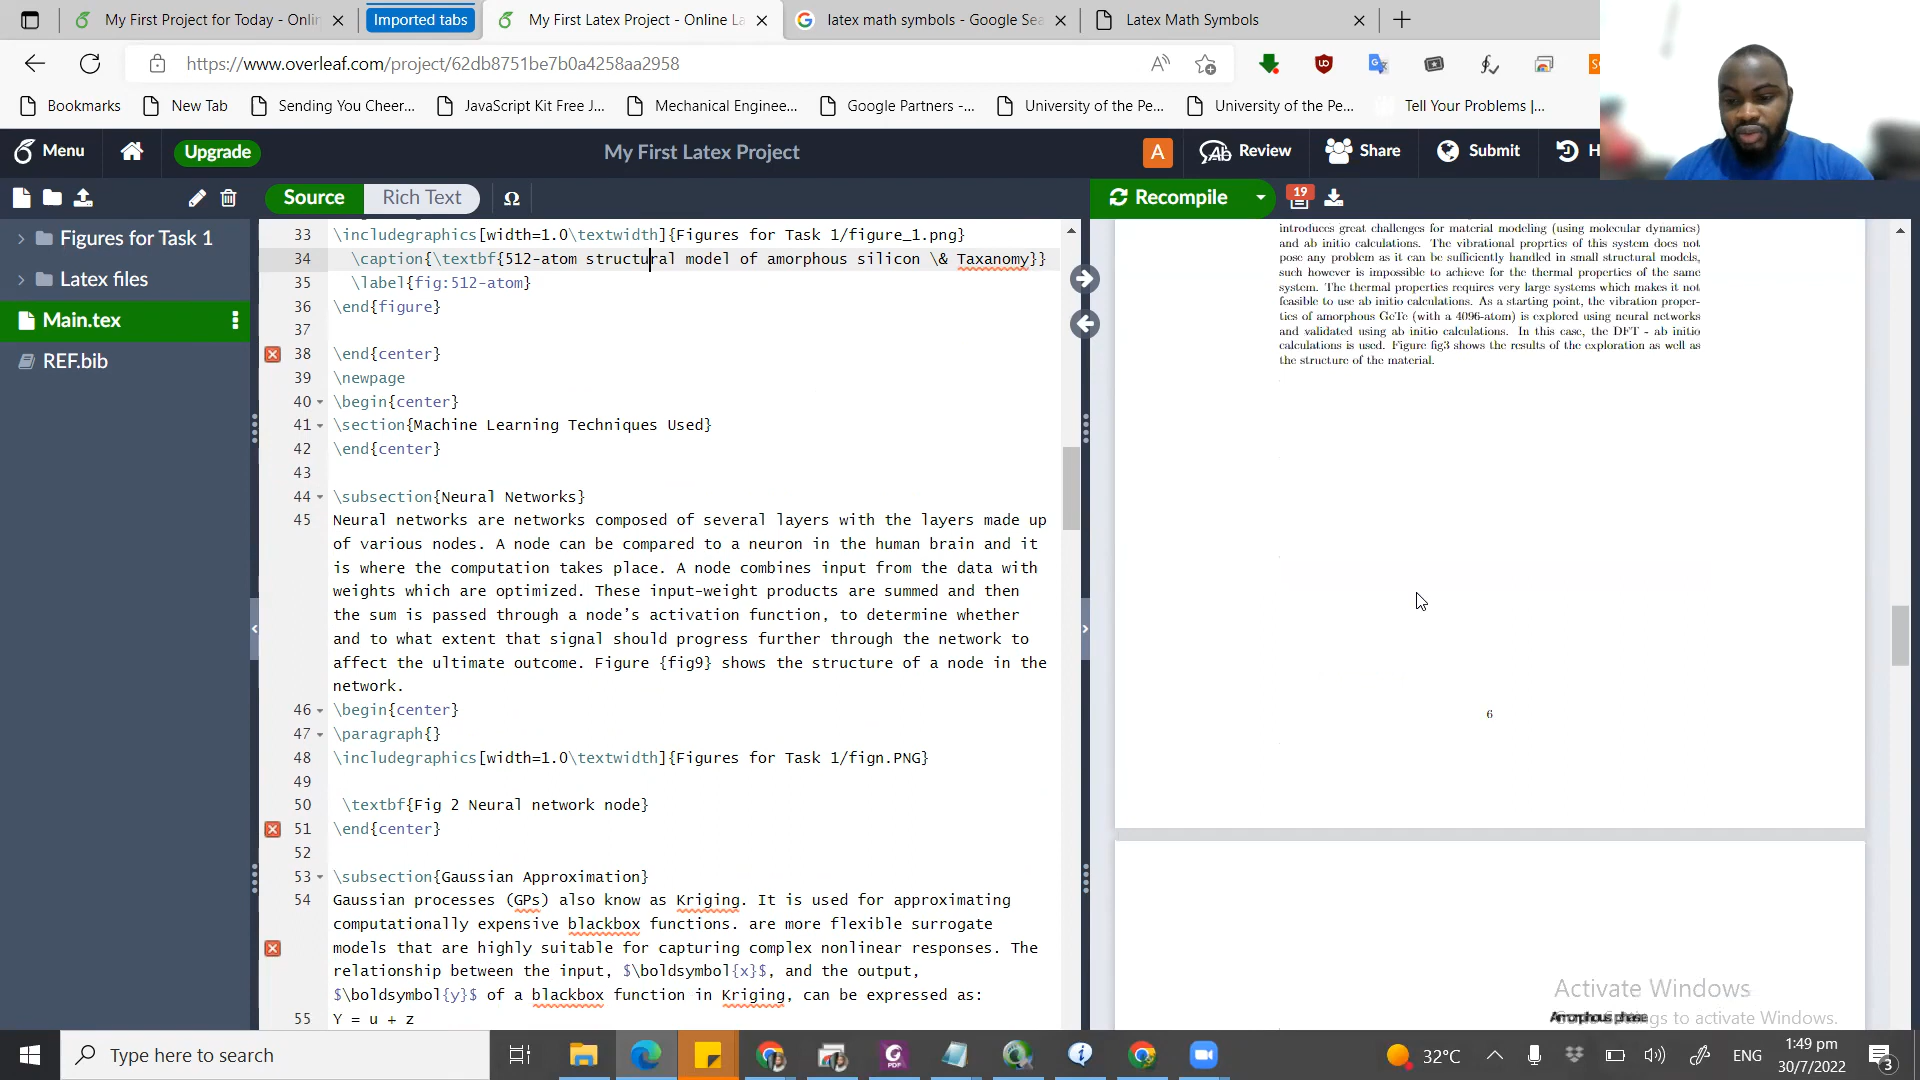 My First Project for Today - Onlin
Imported tabs
My First Latex Project - Online La
latex math symbols - Google Sea
Latex Math Symbols
https://www.overleaf.com/project/62db8751be7b0a4258aa2958
Bookmarks
New Tab
Sending You Cheer...
JavaScript Kit Free J...
Mechanical Enginee...
Google Partners -...
University of the Pe...
University of the Pe...
Tell Your Problems |...
Menu
Upgrade
My First Latex Project
A
Review
Share
Submit
Source
Rich Text
Ω
Recompile
19
Figures for Task 1
Latex files
Main.tex
REF.bib
33 \includegraphics[width=1.0\textwidth]{Figures for Task 1/figure_1.png}
34 \caption{\textbf{512-atom structural model of amorphous silicon \& Taxanomy}}
35 \label{fig:512-atom}
36 \end{figure}
37
38 \end{center}
39 \newpage
40 \begin{center}
41 \section{Machine Learning Techniques Used}
42 \end{center}
43
44 \subsection{Neural Networks}
45 Neural networks are networks composed of several layers with the layers made up
of various nodes. A node can be compared to a neuron in the human brain and it
is where the computation takes place. A node combines input from the data with
weights which are optimized. These input-weight products are summed and then
the sum is passed through a node’s activation function, to determine whether
and to what extent that signal should progress further through the network to
affect the ultimate outcome. Figure {fig9} shows the structure of a node in the
network.
46 \begin{center}
47 \paragraph{}
48 \includegraphics[width=1.0\textwidth]{Figures for Task 1/fign.PNG}
49
50 \textbf{Fig 2 Neural network node}
51 \end{center}
52
53 \subsection{Gaussian Approximation}
54 Gaussian processes (GPs) also know as Kriging. It is used for approximating
computationally expensive blackbox functions. are more flexible surrogate
models that are highly suitable for capturing complex nonlinear responses. The
relationship between the input, $\boldsymbol{x}$, and the output,
$\boldsymbol{y}$ of a blackbox function in Kriging, can be expressed as:
55 Y = u + z
introduces great challenges for material modeling (using molecular dynamics)
and ab initio calculations. The vibrational proprties of this system does not
pose any problem as it can be sufficiently handled in small structural models,
such however is impossible to achieve for the thermal properties of the same
system. The thermal properties requires very large systems which makes it not
feasible to use ab initio calculations. As a starting point, the vibration proper-
ties of amorphous GeTe (with a 4096-atom) is explored using neural networks
and validated using ab initio calculations. In this case, the DFT - ab initio
calculations is used. Figure fig3 shows the results of the exploration as well as
the structure of the material.
6
Activate Windows
Amorphous phase
to activate Windows.
Type here to search
32°C
ENG
1:49 pm
30/7/2022
3